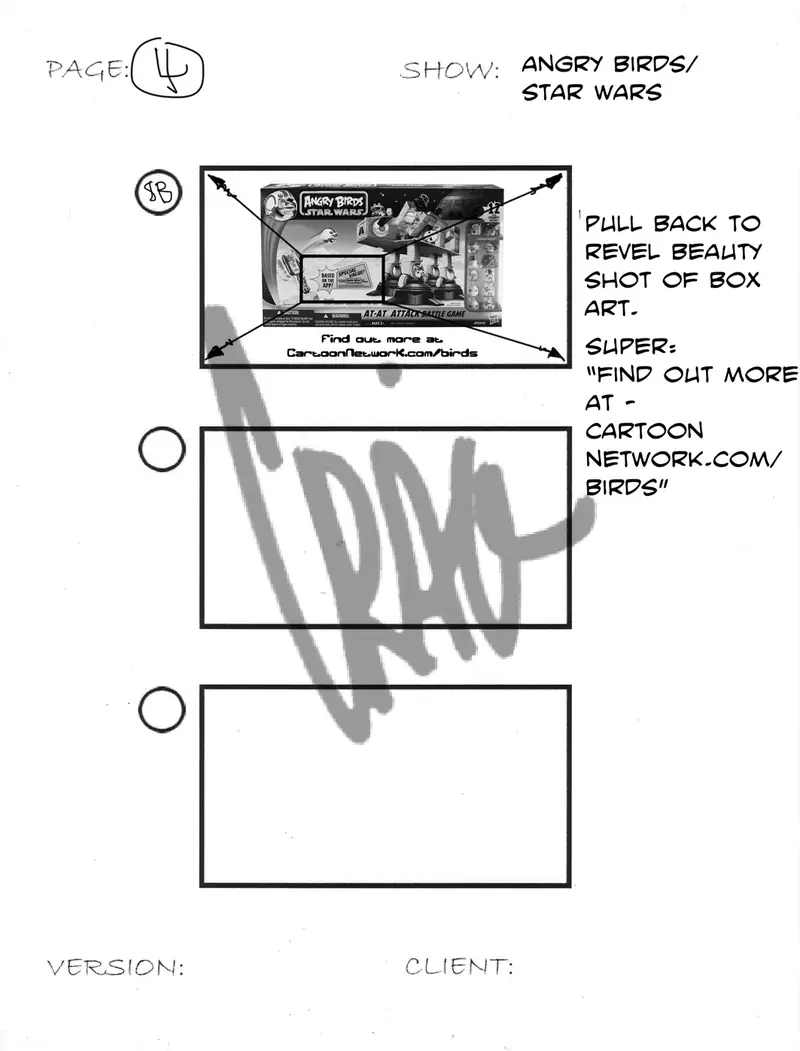 PAGE: 4
SHOW: ANGRY BIRDS/
STAR WARS
8B
ANGRY BIRDS
STAR WARS
BASED
ON THE
APP!
SPECIAL
VALUE!
WARNING:
AT-AT ATTACK BATTLE GAME
Find out more at
CartoonNetwork.com/birds
PULL BACK TO
REVEL BEAUTY
SHOT OF BOX
ART.
SUPER:
"FIND OUT MORE
AT -
CARTOON
NETWORK.COM/
BIRDS"
CRAIG
VERSION:
CLIENT: